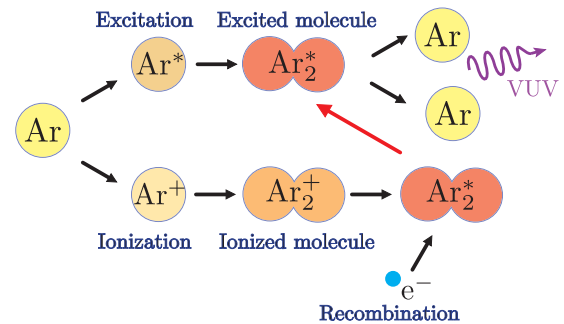 Excitation
Excited molecule
Ar
Ar*
Ar₂*
VUV
Ar
Ar
Ar⁺
Ar₂⁺
Ar₂*
Ionization
Ionized molecule
e⁻
Recombination